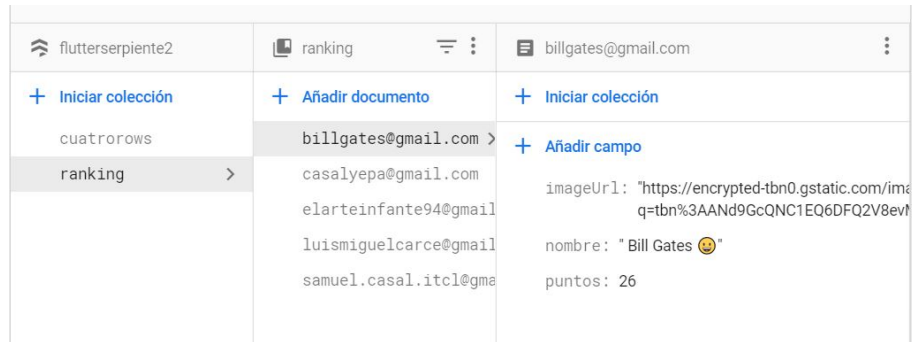 flutterserpiente2
Iniciar colección
cuatrorows
ranking
ranking
Añadir documento
billgates@gmail.com
casalyepa@gmail.com
elarteinfante94@gmail
luismiguelcarce@gmail
samuel.casal.itcl@gma
billgates@gmail.com
Iniciar colección
Añadir campo
imageUrl: "https://encrypted-tbn0.gstatic.com/ima
q=tbn%3AANd9GcQNC1EQ6DFQ2V8ev
nombre: " Bill Gates 😀"
puntos: 26